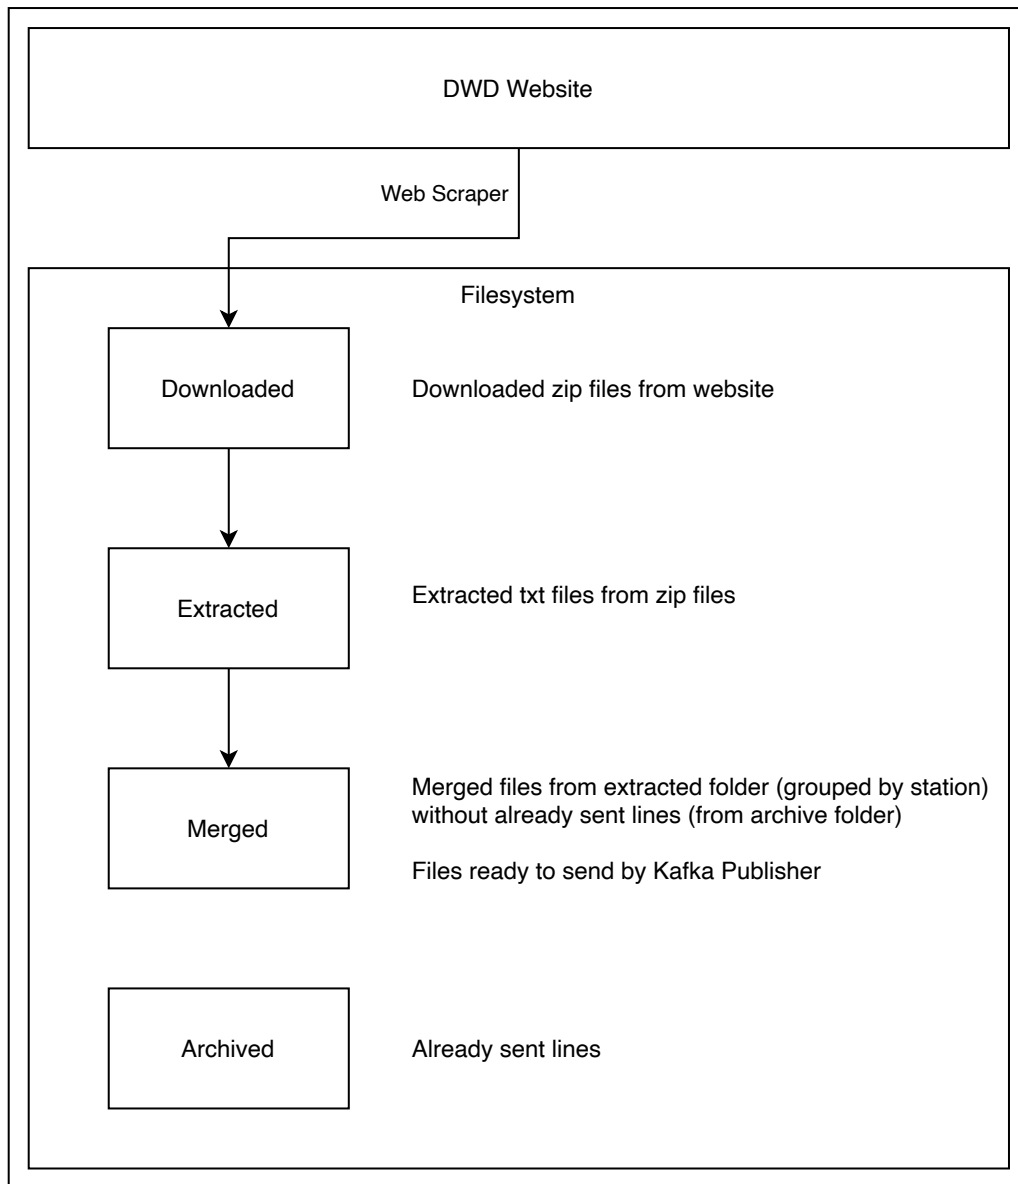 DWD Website
Web Scraper
Filesystem
Downloaded
Downloaded zip files from website
Extracted
Extracted txt files from zip files
Merged
Merged files from extracted folder (grouped by station)
without already sent lines (from archive folder)
Files ready to send by Kafka Publisher
Archived
Already sent lines